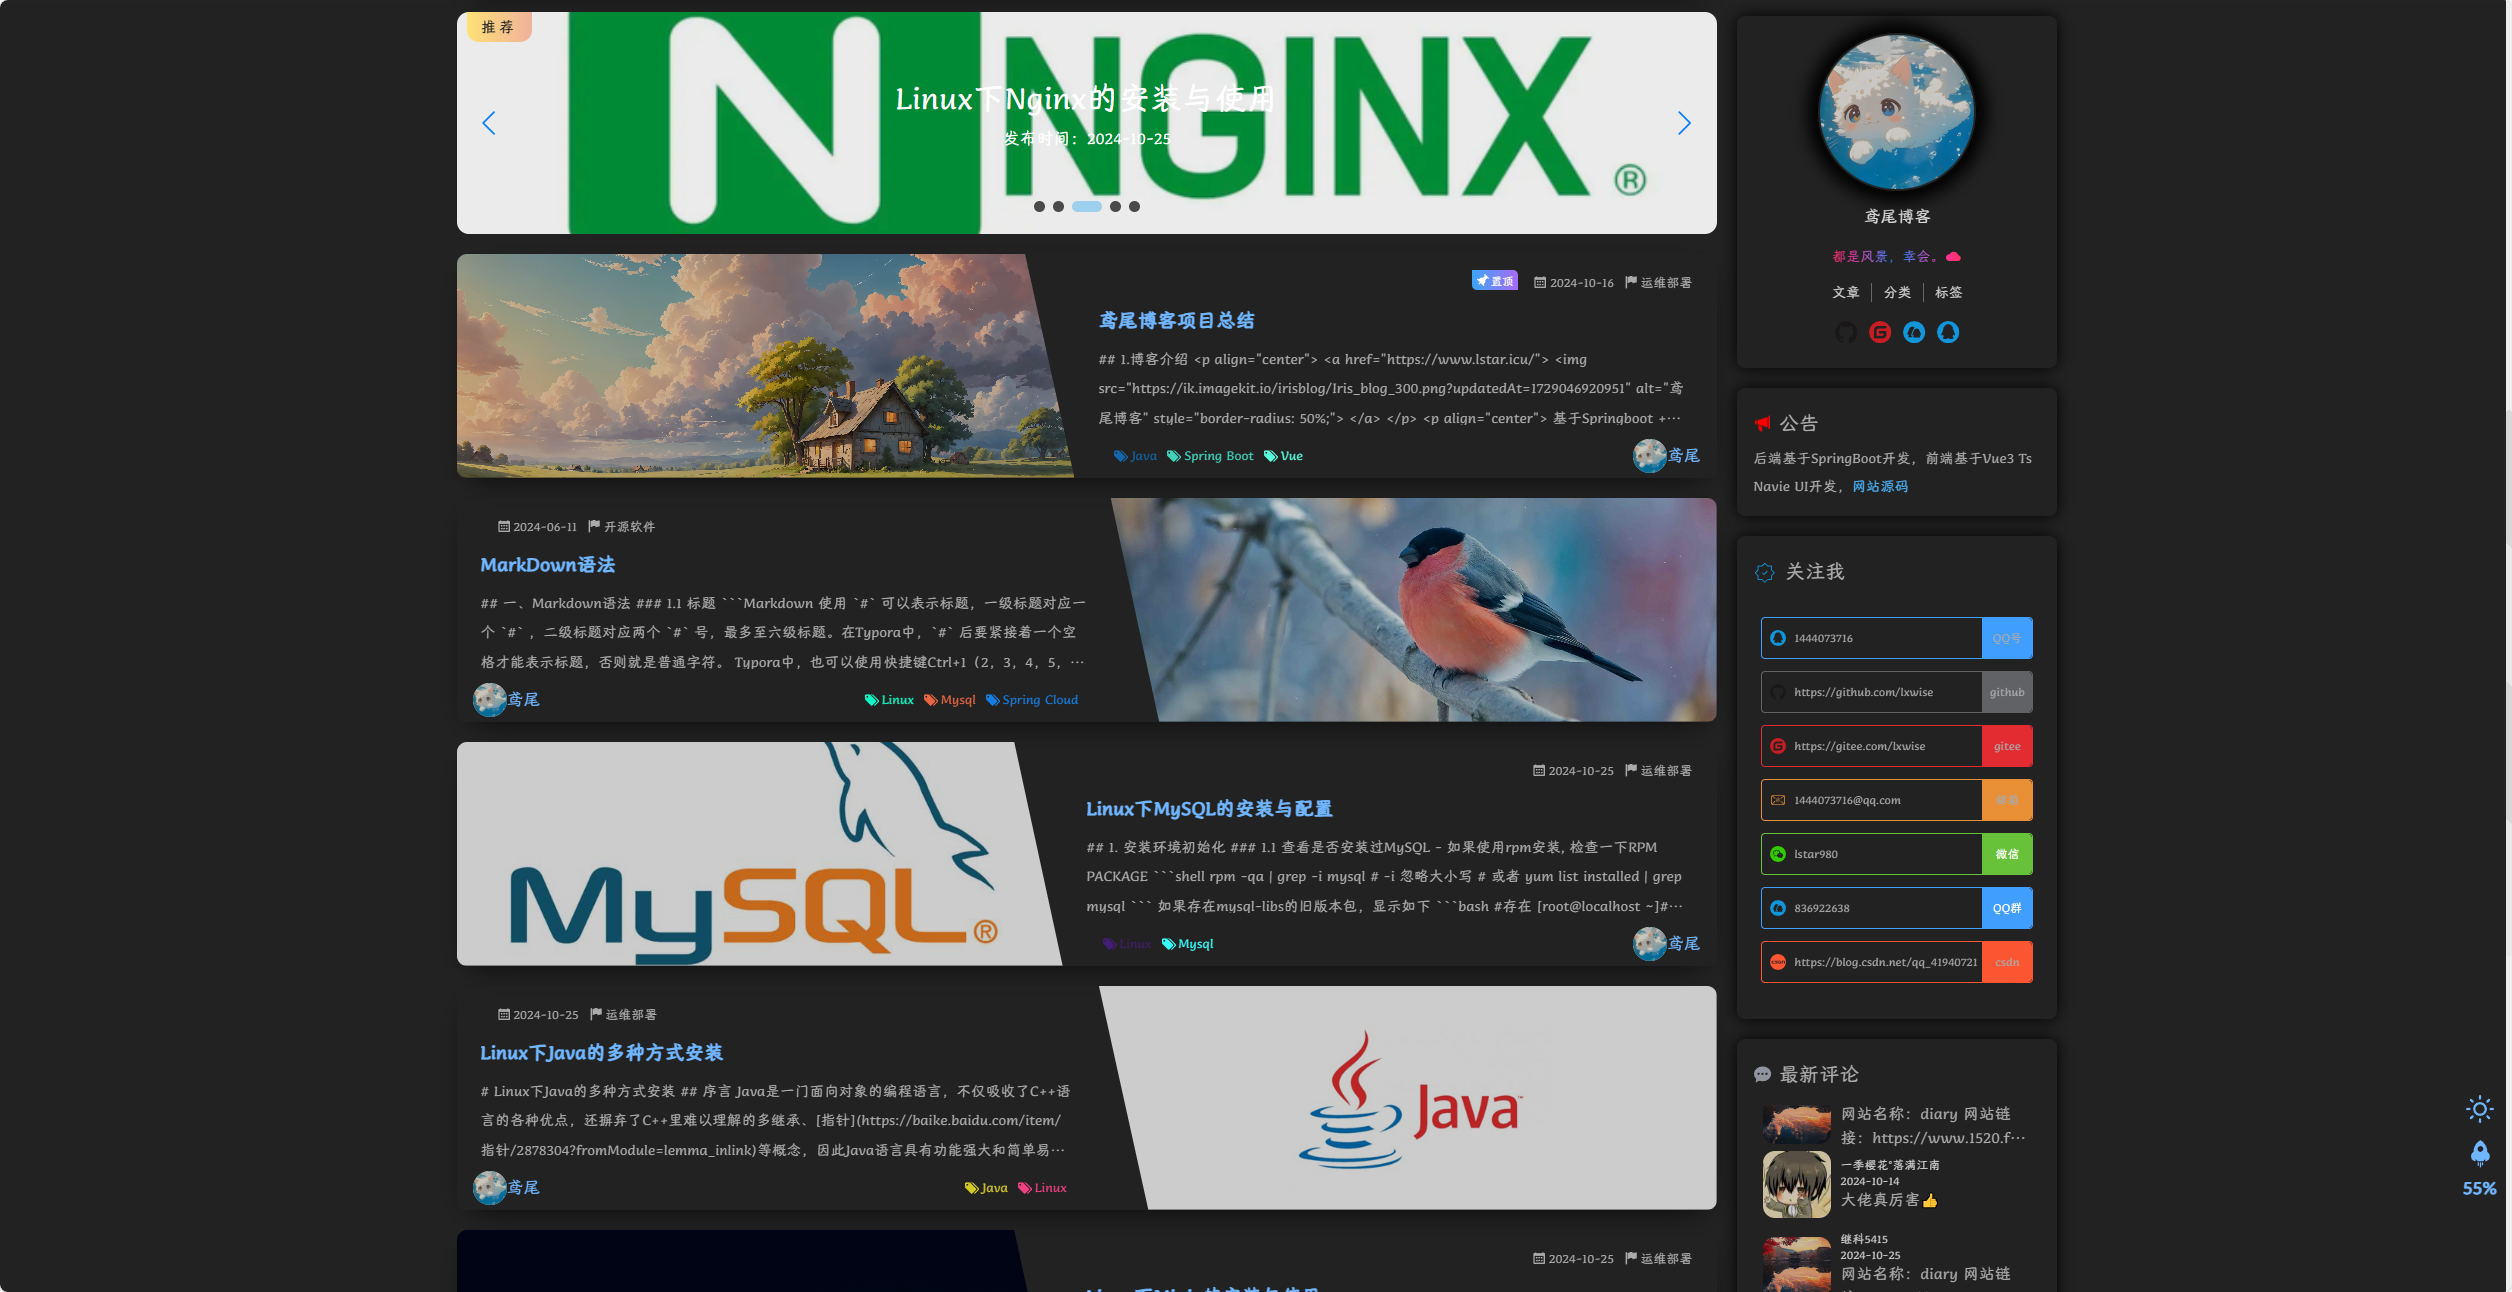 推 荐
NGINX
®
Linux下Nginx的安装与使用
发布时间：2024-10-25
置顶 2024-10-16 运维部署
鸢尾博客项目总结
## 1.博客介绍 <p align="center"> <a href="https://www.lstar.icu/"> <img
src="https://ik.imagekit.io/irisblog/Iris_blog_300.png?updatedAt=1729046920951" alt="鸢
尾博客" style="border-radius: 50%;"> </a> </p> <p align="center"> 基于Springboot +…
Java Spring Boot Vue
鸢尾
2024-06-11 开源软件
MarkDown语法
## 一、Markdown语法 ### 1.1 标题 ```Markdown 使用 `#` 可以表示标题，一级标题对应一
个 `#` ，二级标题对应两个 `#` 号，最多至六级标题。在Typora中，`#` 后要紧接着一个空
格才能表示标题，否则就是普通字符。 Typora中，也可以使用快捷键Ctrl+1（2，3，4，5，…
鸢尾
Linux Mysql Spring Cloud
MySQL®
2024-10-25 运维部署
Linux下MySQL的安装与配置
## 1. 安装环境初始化 ### 1.1 查看是否安装过MySQL - 如果使用rpm安装, 检查一下RPM
PACKAGE ```shell rpm -qa | grep -i mysql # -i 忽略大小写 # 或者 yum list installed | grep
mysql ``` 如果存在mysql-libs的旧版本包，显示如下 ```bash #存在 [root@localhost ~]#…
Linux Mysql
鸢尾
2024-10-25 运维部署
Linux下Java的多种方式安装
# Linux下Java的多种方式安装 ## 序言 Java是一门面向对象的编程语言，不仅吸收了C++语
言的各种优点，还摒弃了C++里难以理解的多继承、[指针](https://baike.baidu.com/item/
指针/2878304?fromModule=lemma_inlink)等概念，因此Java语言具有功能强大和简单易…
鸢尾
Java Linux
Java™
2024-10-25 运维部署
鸢尾博客
都是风景，幸会。
文章 分类 标签
公告
后端基于SpringBoot开发，前端基于Vue3 Ts
Navie UI开发，网站源码
关注我
1444073716 QQ号
https://github.com/lxwise github
https://gitee.com/lxwise gitee
1444073716@qq.com 邮箱
lstar980 微信
836922638 QQ群
https://blog.csdn.net/qq_41940721 csdn
最新评论
网站名称：diary 网站链
接：https://www.1520.f…
一季樱花°落满江南
2024-10-14
大佬真厉害👍
继科5415
2024-10-25
网站名称：diary 网站链
55%